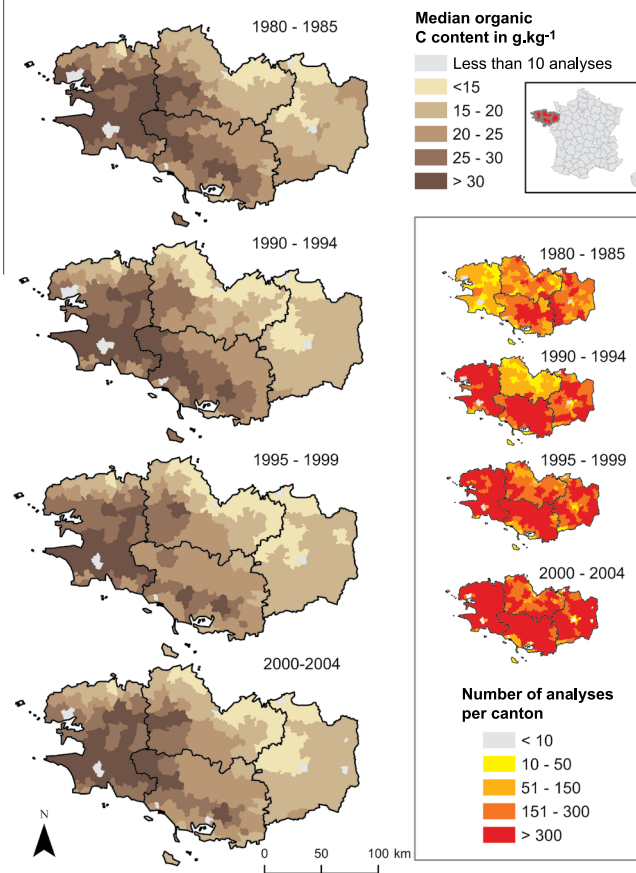 1980 - 1985
1990 - 1994
1995 - 1999
2000-2004
N
0 50 100 km
Median organic
C content in g.kg-1
Less than 10 analyses
<15
15 - 20
20 - 25
25 - 30
> 30
1980 - 1985
1990 - 1994
1995 - 1999
2000 - 2004
Number of analyses
per canton
< 10
10 - 50
51 - 150
151 - 300
> 300